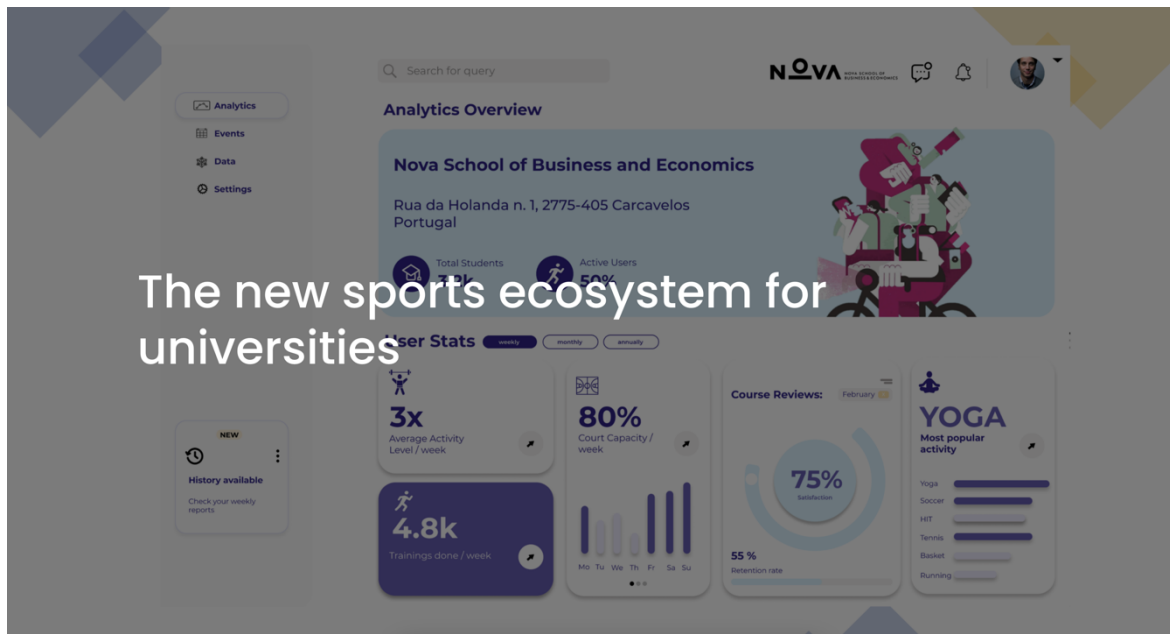 Search for query
NOVA NOVA SCHOOL OF
BUSINESS & ECONOMICS
Analytics
Events
Data
Settings
Analytics Overview
Nova School of Business and Economics
Rua da Holanda n. 1, 2775-405 Carcavelos
Portugal
Total Students
3.2k
Active Users
50%
The new sports ecosystem for
universities
User Stats
weekly
monthly
annually
3x
Average Activity
Level / week
80%
Court Capacity /
week
Course Reviews:
February
75%
Satisfaction
55 %
Retention rate
YOGA
Most popular
activity
Yoga
Soccer
HIT
Tennis
Basket
Running
4.8k
Trainings done / week
Mo Tu We Th Fr Sa Su
NEW
History available
Check your weekly
reports